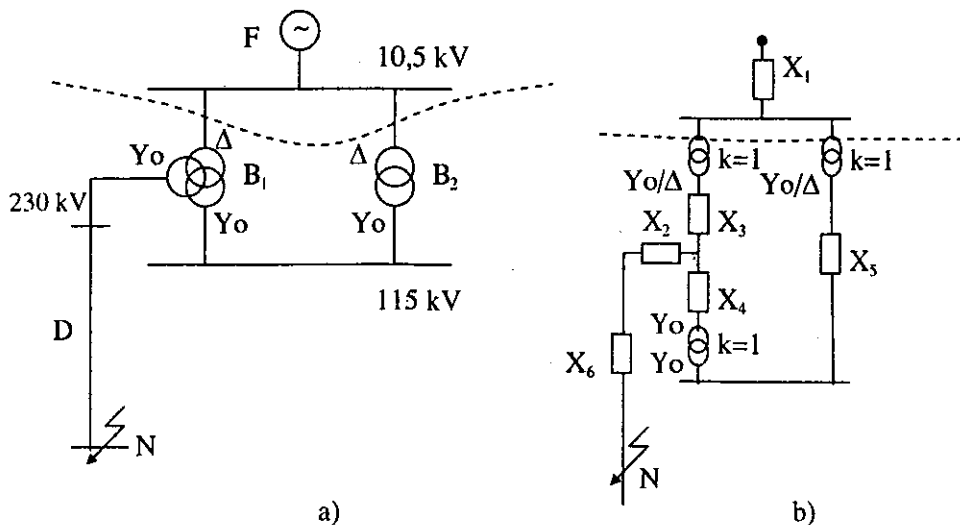 F
~
10,5 kV
Δ
Yo
B₁
Yo
Δ
B₂
Yo
230 kV
115 kV
D
N
a)
X₁
k=1
Yo/Δ
k=1
Yo/Δ
X₂
X₃
X₅
X₄
Yo
k=1
Yo
X₆
N
b)